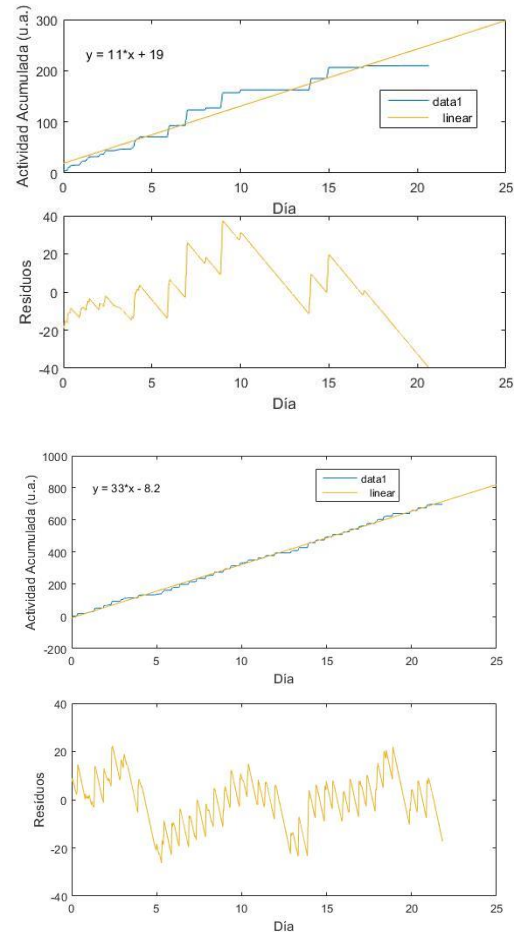 300
200
100
0
Actividad Acumulada (u.a.)
y = 11*x + 19
data1
linear
0 5 10 15 20 25
Día
40
20
0
-20
-40
Residuos
0 5 10 15 20 25
Día
1000
800
600
400
200
0
-200
Actividad Acumulada (u.a.)
y = 33*x - 8.2
data1
linear
0 5 10 15 20 25
Día
40
20
0
-20
-40
Residuos
0 5 10 15 20 25
Día